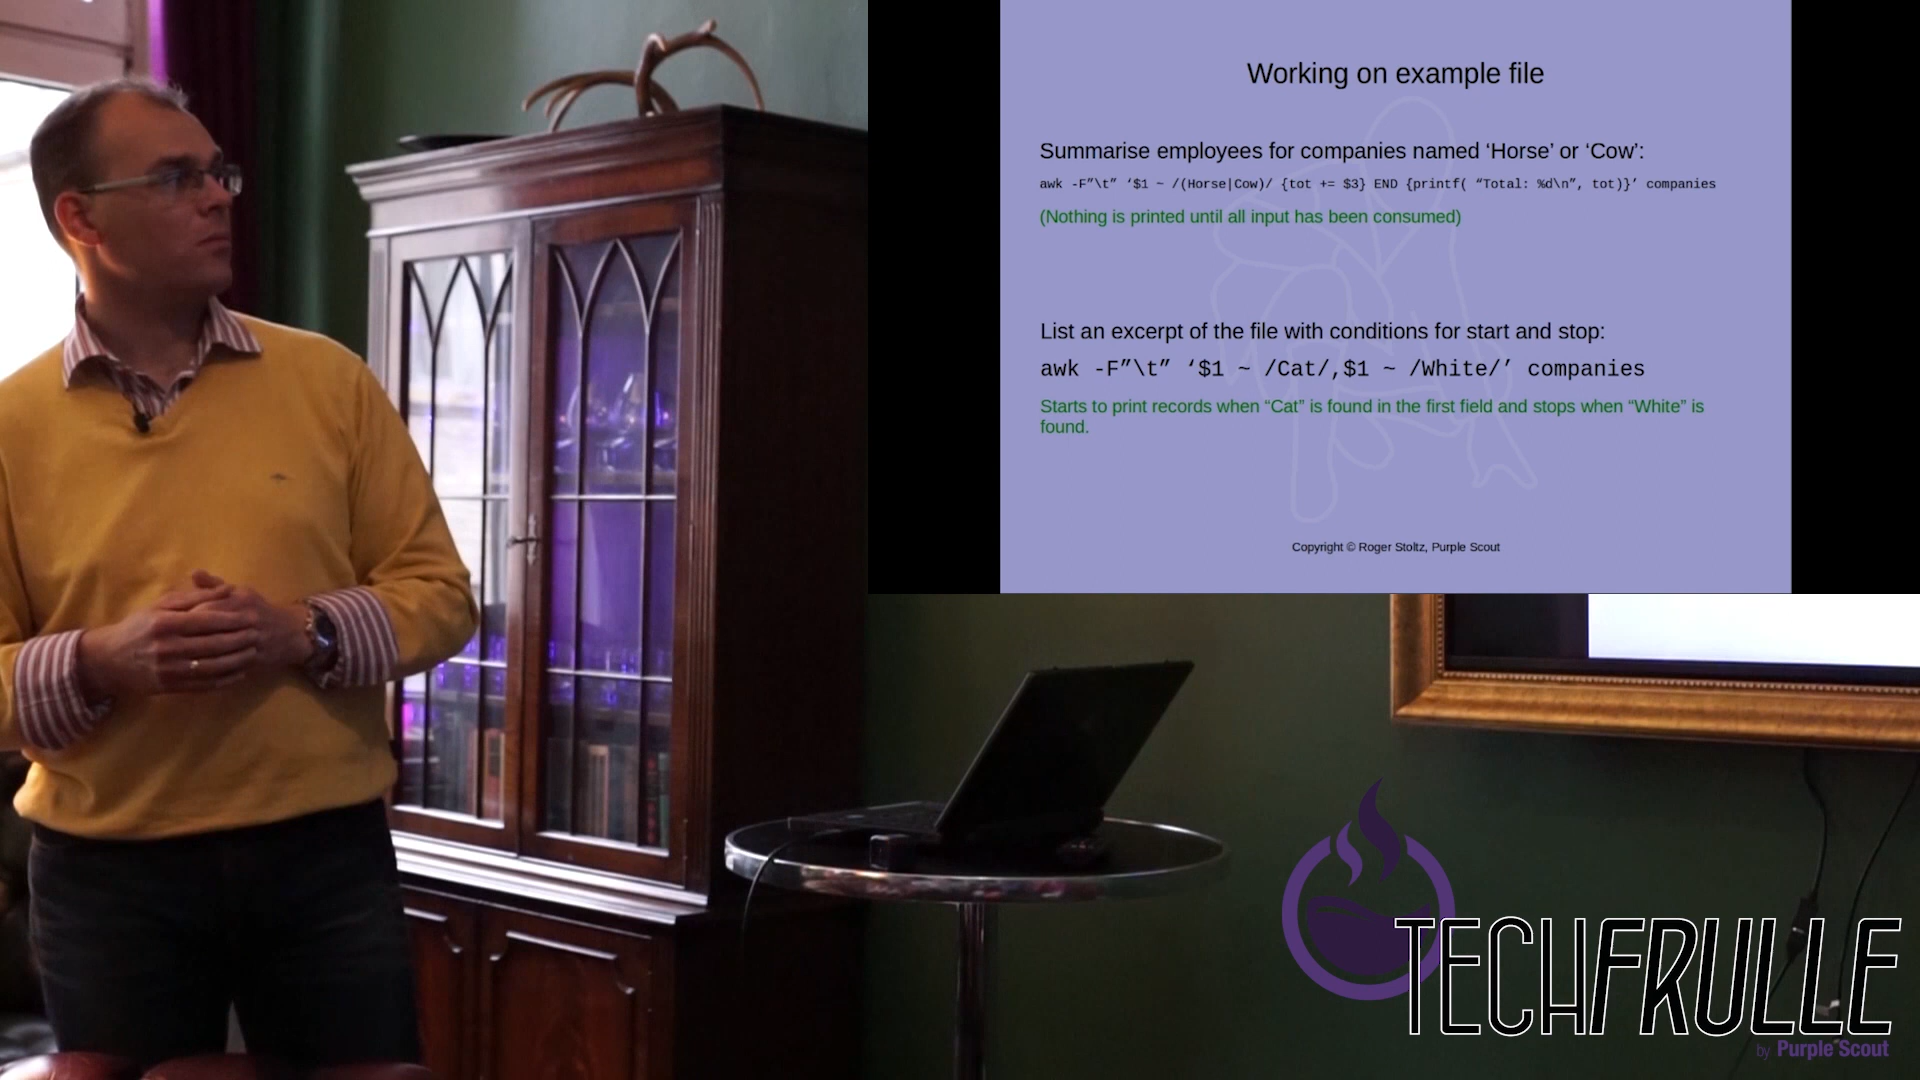 Working on example file
Summarise employees for companies named ‘Horse’ or ‘Cow’:
awk -F”\t” ‘$1 ~ /(Horse|Cow)/ {tot += $3} END {printf( “Total: %d\n”, tot)}’ companies
(Nothing is printed until all input has been consumed)
List an excerpt of the file with conditions for start and stop:
awk -F”\t” ‘$1 ~ /Cat/,$1 ~ /White/’ companies
Starts to print records when “Cat” is found in the first field and stops when “White” is
found.
Copyright © Roger Stoltz, Purple Scout
TECHFRULLE
by Purple Scout